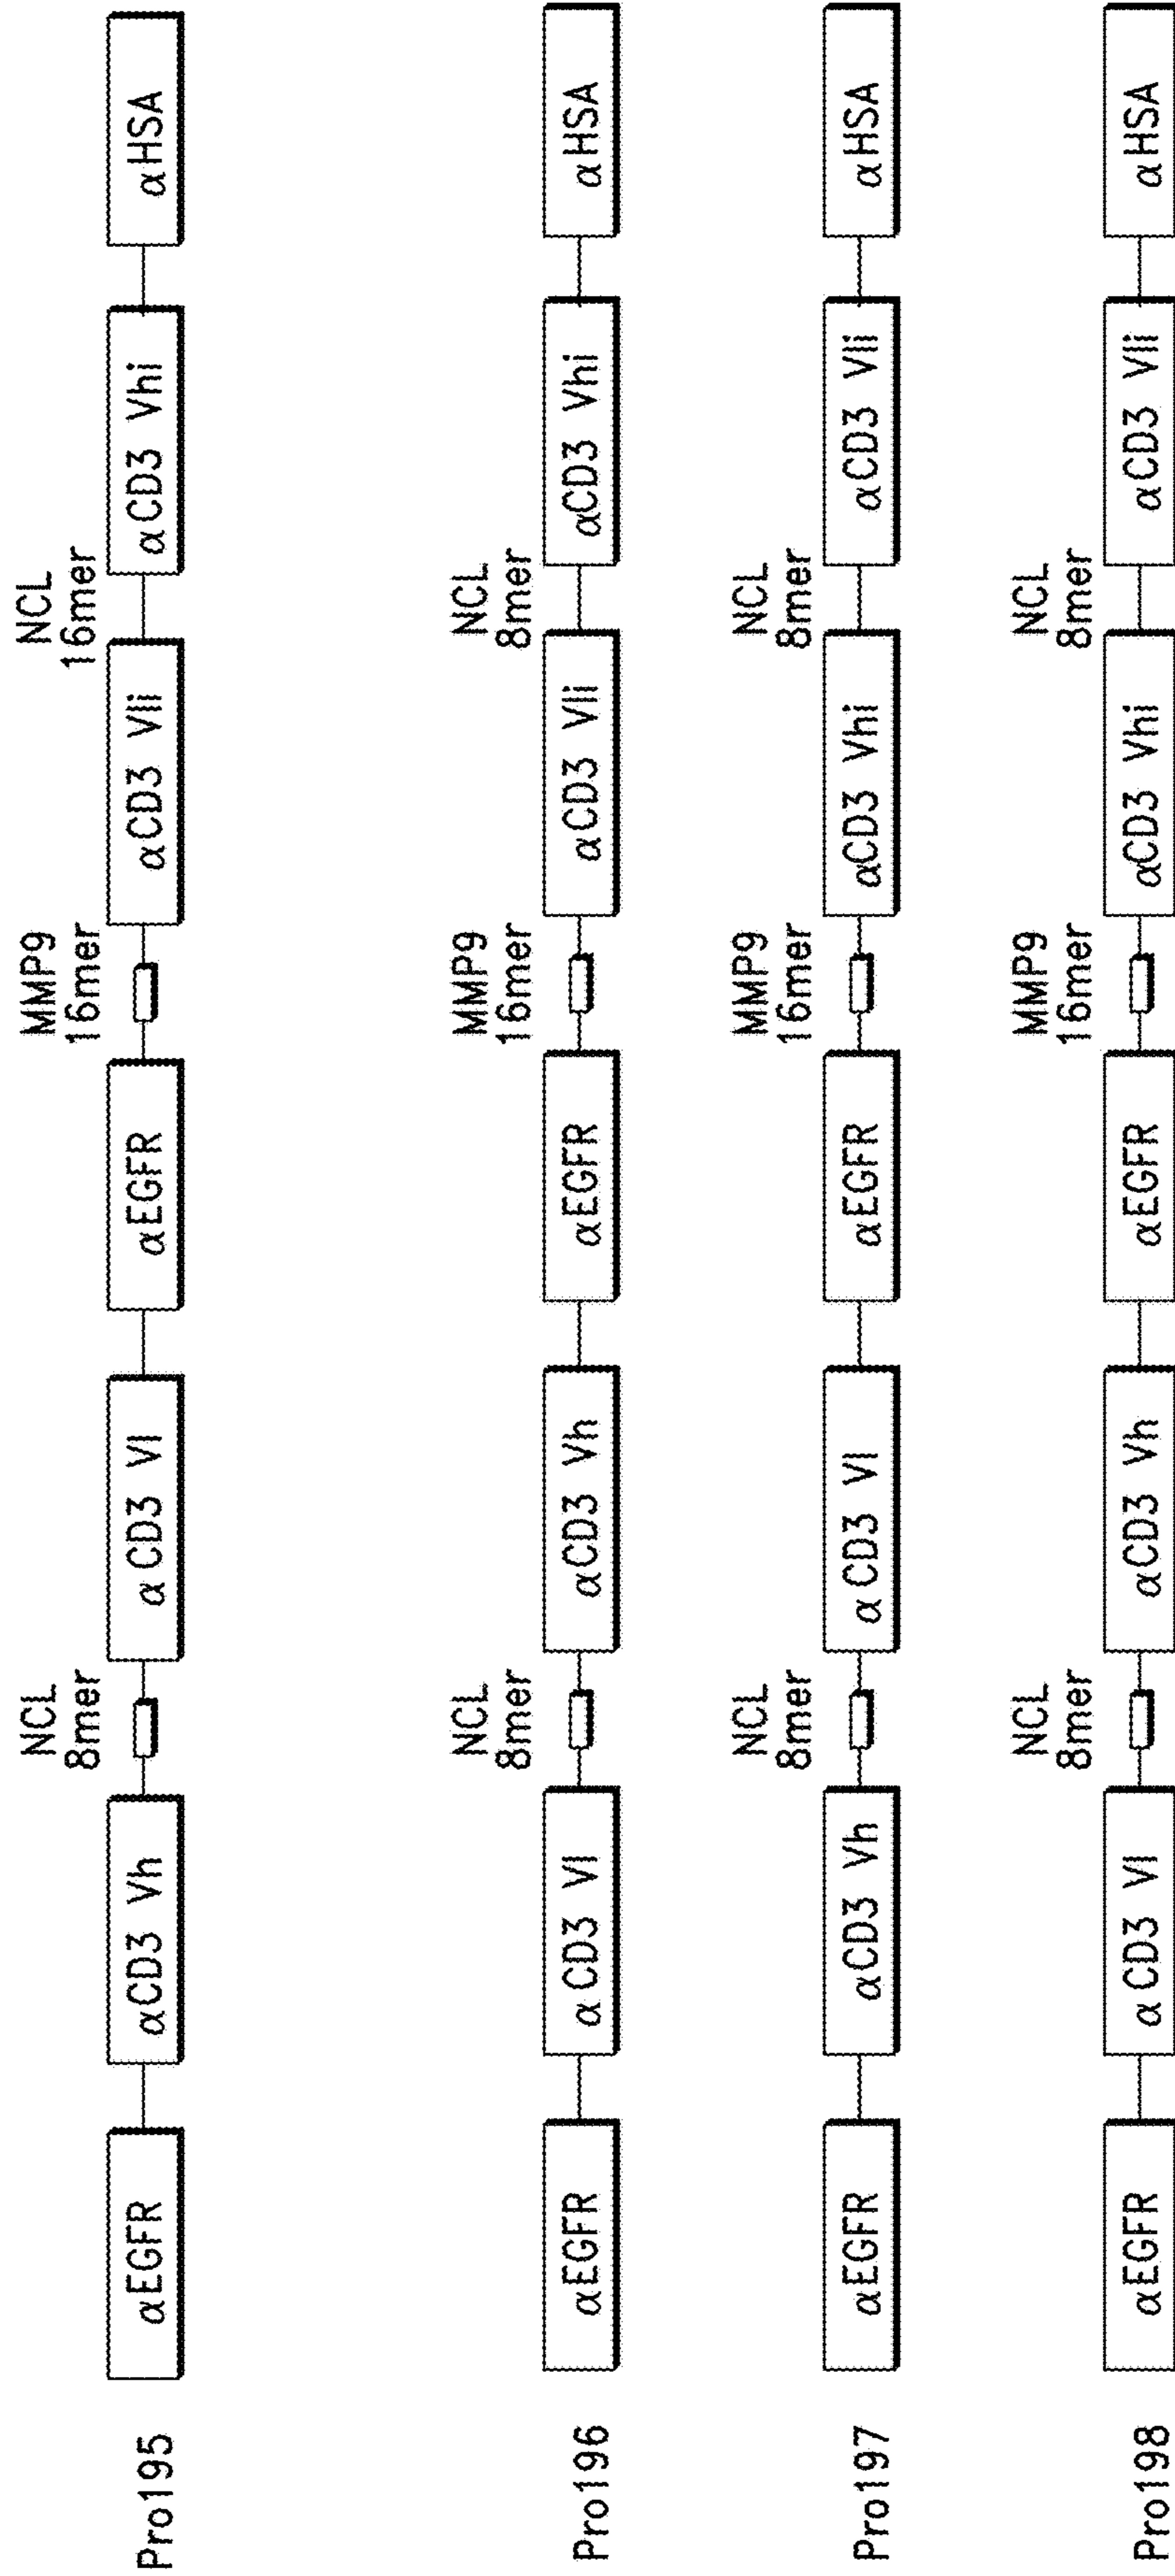 NCL MMP9 NCL
8mer 16mer 16mer
Pro195 αEGFR αCD3 Vh αCD3 Vl αEGFR αCD3 Vli αCD3 Vhi αHSA
NCL MMP9 NCL
8mer 16mer 8mer
Pro196 αEGFR αCD3 Vl αCD3 Vh αEGFR αCD3 Vli αCD3 Vhi αHSA
NCL MMP9 NCL
8mer 16mer 8mer
Pro197 αEGFR αCD3 Vh αCD3 Vl αEGFR αCD3 Vhi αCD3 Vli αHSA
NCL MMP9 NCL
8mer 16mer 8mer
Pro198 αEGFR αCD3 Vl αCD3 Vh αEGFR αCD3 Vhi αCD3 Vli αHSA